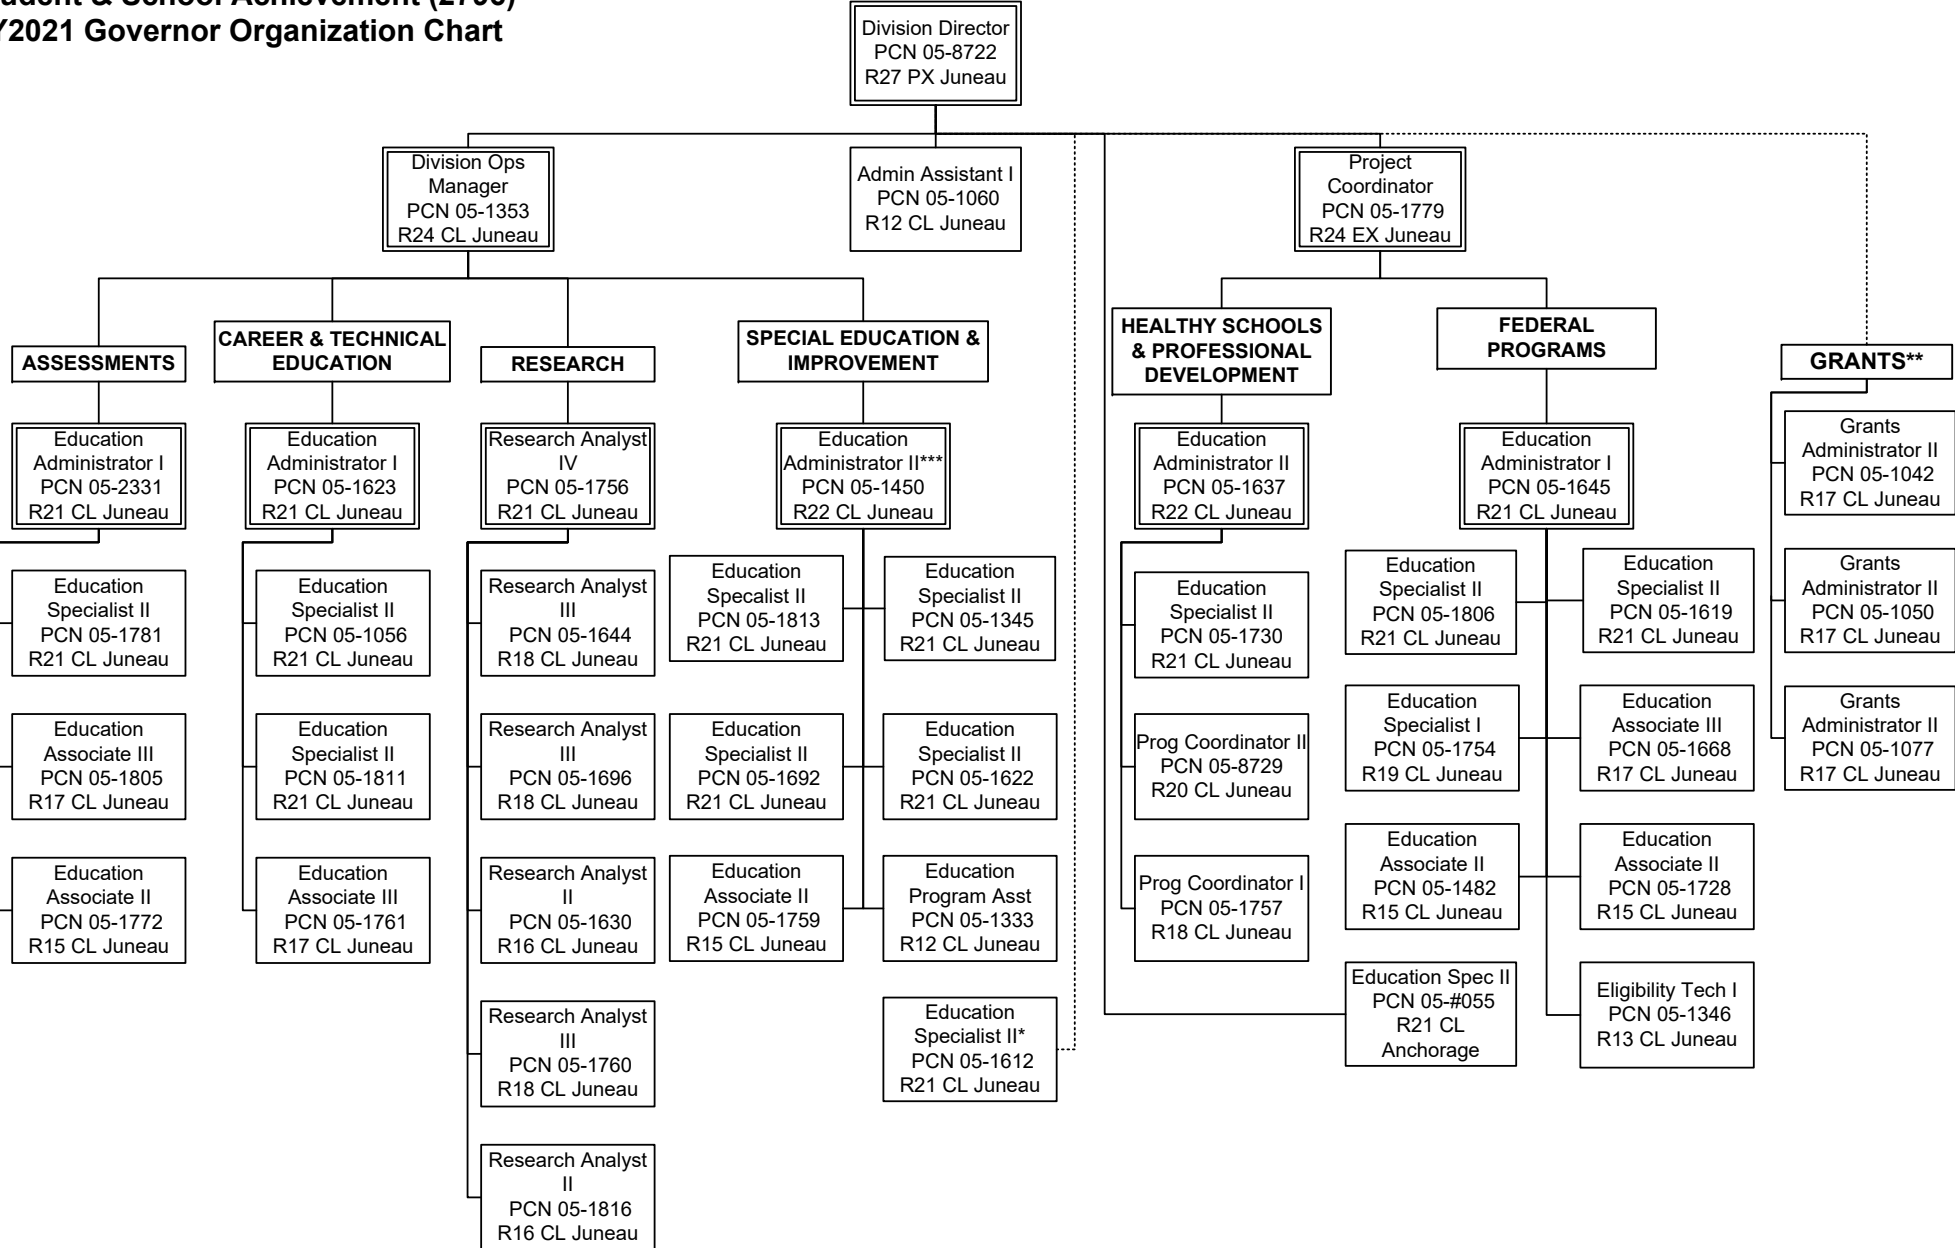 Y2021 Governor Organization Chart
Division Director
PCN 05-8722
R27 PX Juneau
Division Ops
Manager
PCN 05-1353
R24 CL Juneau
Admin Assistant I
PCN 05-1060
R12 CL Juneau
Project
Coordinator
PCN 05-1779
R24 EX Juneau
ASSESSMENTS
CAREER & TECHNICAL
EDUCATION
RESEARCH
SPECIAL EDUCATION &
IMPROVEMENT
HEALTHY SCHOOLS
& PROFESSIONAL
DEVELOPMENT
FEDERAL
PROGRAMS
GRANTS**
Education
Administrator I
PCN 05-2331
R21 CL Juneau
Education
Administrator I
PCN 05-1623
R21 CL Juneau
Research Analyst
IV
PCN 05-1756
R21 CL Juneau
Education
Administrator II***
PCN 05-1450
R22 CL Juneau
Education
Administrator II
PCN 05-1637
R22 CL Juneau
Education
Administrator I
PCN 05-1645
R21 CL Juneau
Grants
Administrator II
PCN 05-1042
R17 CL Juneau
Education
Specialist II
PCN 05-1781
R21 CL Juneau
Education
Specialist II
PCN 05-1056
R21 CL Juneau
Research Analyst
III
PCN 05-1644
R18 CL Juneau
Education
Specalist II
PCN 05-1813
R21 CL Juneau
Education
Specialist II
PCN 05-1345
R21 CL Juneau
Education
Specialist II
PCN 05-1730
R21 CL Juneau
Education
Specialist II
PCN 05-1806
R21 CL Juneau
Education
Specialist II
PCN 05-1619
R21 CL Juneau
Grants
Administrator II
PCN 05-1050
R17 CL Juneau
Education
Associate III
PCN 05-1805
R17 CL Juneau
Education
Specialist II
PCN 05-1811
R21 CL Juneau
Research Analyst
III
PCN 05-1696
R18 CL Juneau
Education
Specialist II
PCN 05-1692
R21 CL Juneau
Education
Specialist II
PCN 05-1622
R21 CL Juneau
Prog Coordinator II
PCN 05-8729
R20 CL Juneau
Education
Specialist I
PCN 05-1754
R19 CL Juneau
Education
Associate III
PCN 05-1668
R17 CL Juneau
Grants
Administrator II
PCN 05-1077
R17 CL Juneau
Education
Associate II
PCN 05-1772
R15 CL Juneau
Education
Associate III
PCN 05-1761
R17 CL Juneau
Research Analyst
II
PCN 05-1630
R16 CL Juneau
Education
Associate II
PCN 05-1759
R15 CL Juneau
Education
Program Asst
PCN 05-1333
R12 CL Juneau
Prog Coordinator I
PCN 05-1757
R18 CL Juneau
Education
Associate II
PCN 05-1482
R15 CL Juneau
Education
Associate II
PCN 05-1728
R15 CL Juneau
Research Analyst
III
PCN 05-1760
R18 CL Juneau
Education
Specialist II*
PCN 05-1612
R21 CL Juneau
Education Spec II
PCN 05-#055
R21 CL
Anchorage
Eligibility Tech I
PCN 05-1346
R13 CL Juneau
Research Analyst
II
PCN 05-1816
R16 CL Juneau